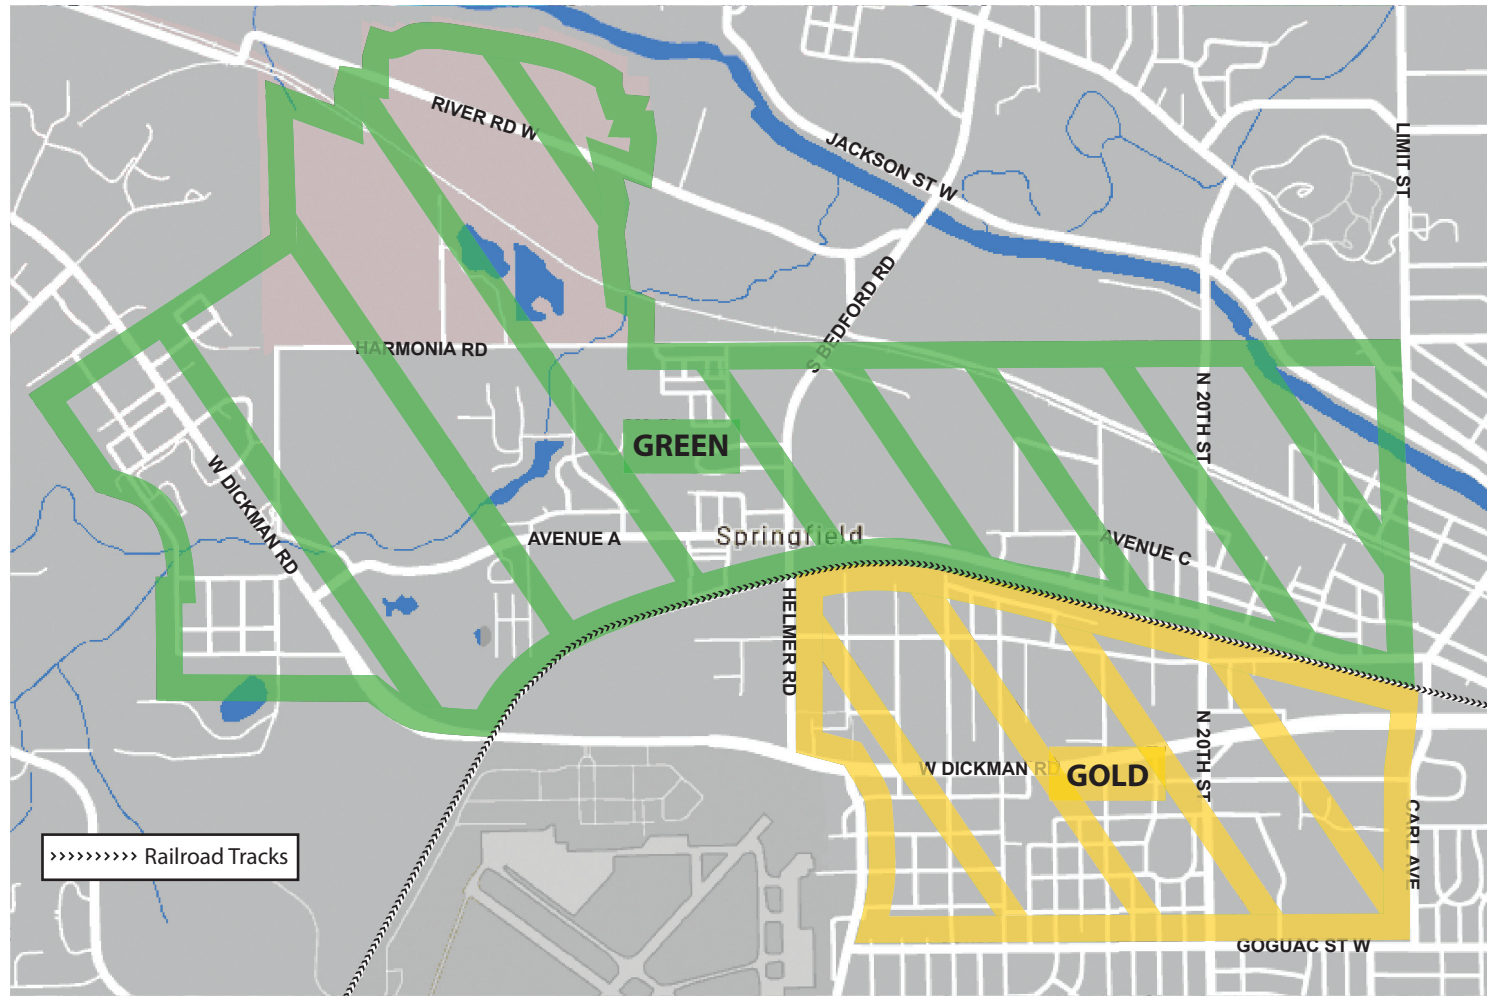 RIVER RD W
JACKSON ST W
LIMIT ST
S BEDFORD RD
HARMONIA RD
N 20TH ST
GREEN
W DICKMAN RD
AVENUE A
Springfield
AVENUE C
HELMER RD
N 20TH ST
W DICKMAN RD
GOLD
CARL AVE
›››››››››› Railroad Tracks
GOGUAC ST W